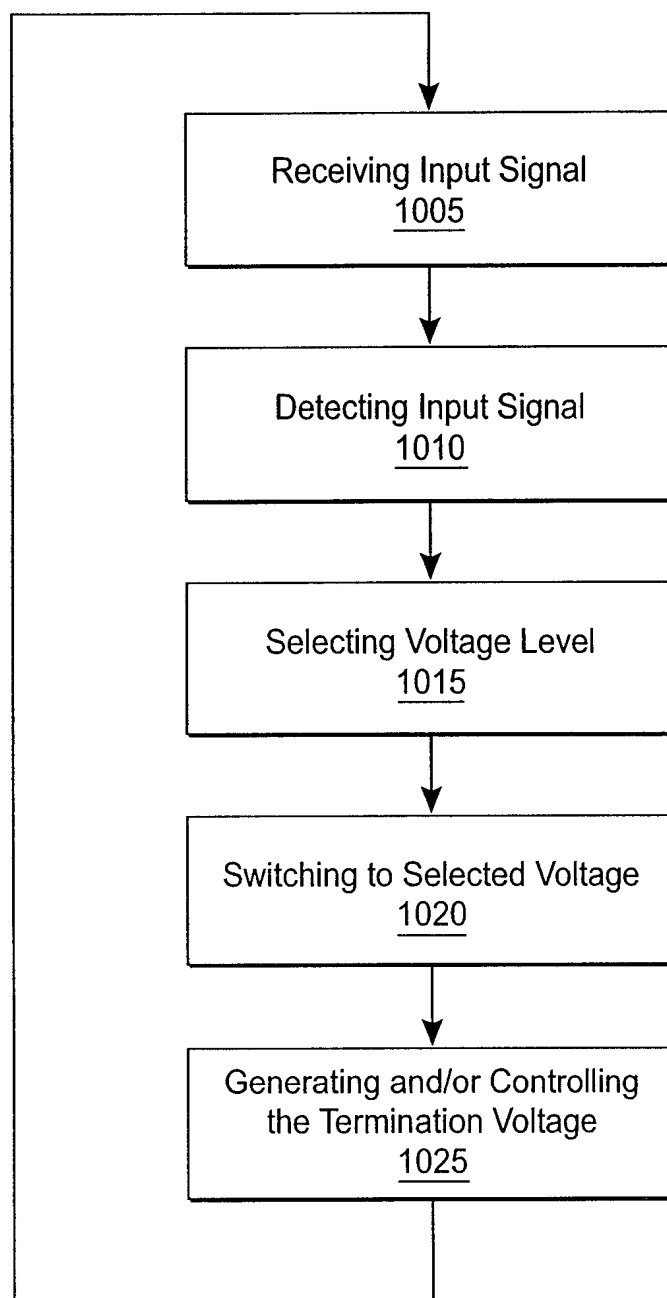 Receiving Input Signal
1005
Detecting Input Signal
1010
Selecting Voltage Level
1015
Switching to Selected Voltage
1020
Generating and/or Controlling
the Termination Voltage
1025